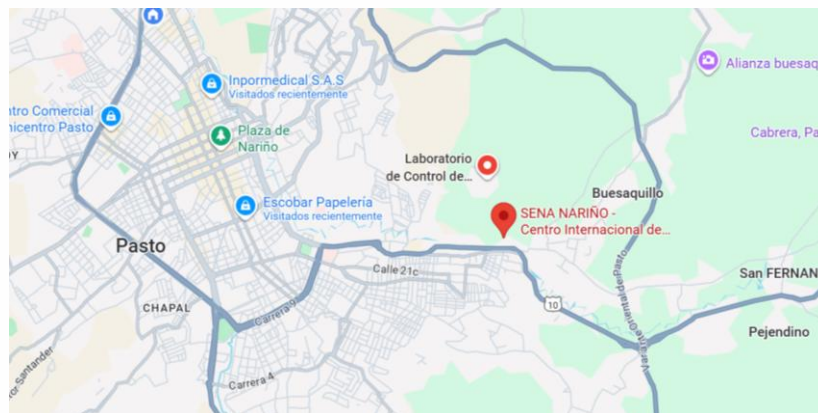 Inpormedical S.A.S
Visitados recientemente
Alianza buesaq
ntro Comercial
nicentro Pasto
Plaza de
Nariño
Cabrera, Pa
OY
Laboratorio
de Control de...
Buesaquillo
Escobar Papelería
Visitados recientemente
SENA NARIÑO -
Centro Internacional de...
Pasto
Calle 21c
San FERNAN
10
CHAPAL
Carrera 9
Pejendino
Carrera 4